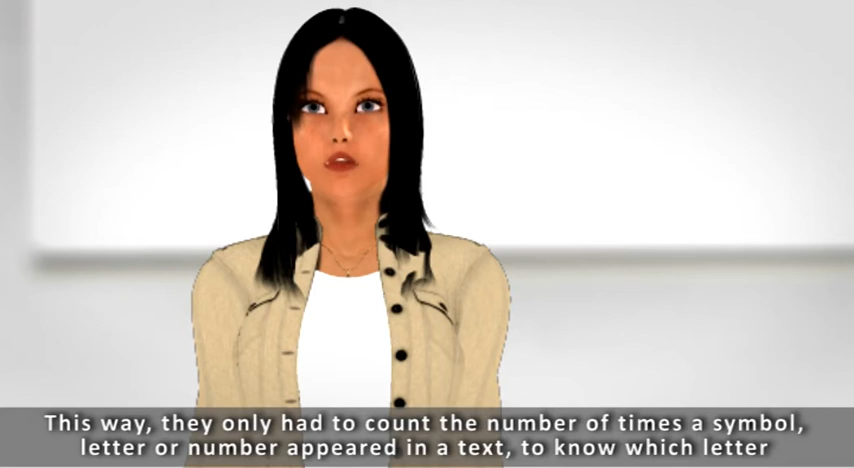 This way, they only had to count the number of times a symbol,
letter or number appeared in a text, to know which letter